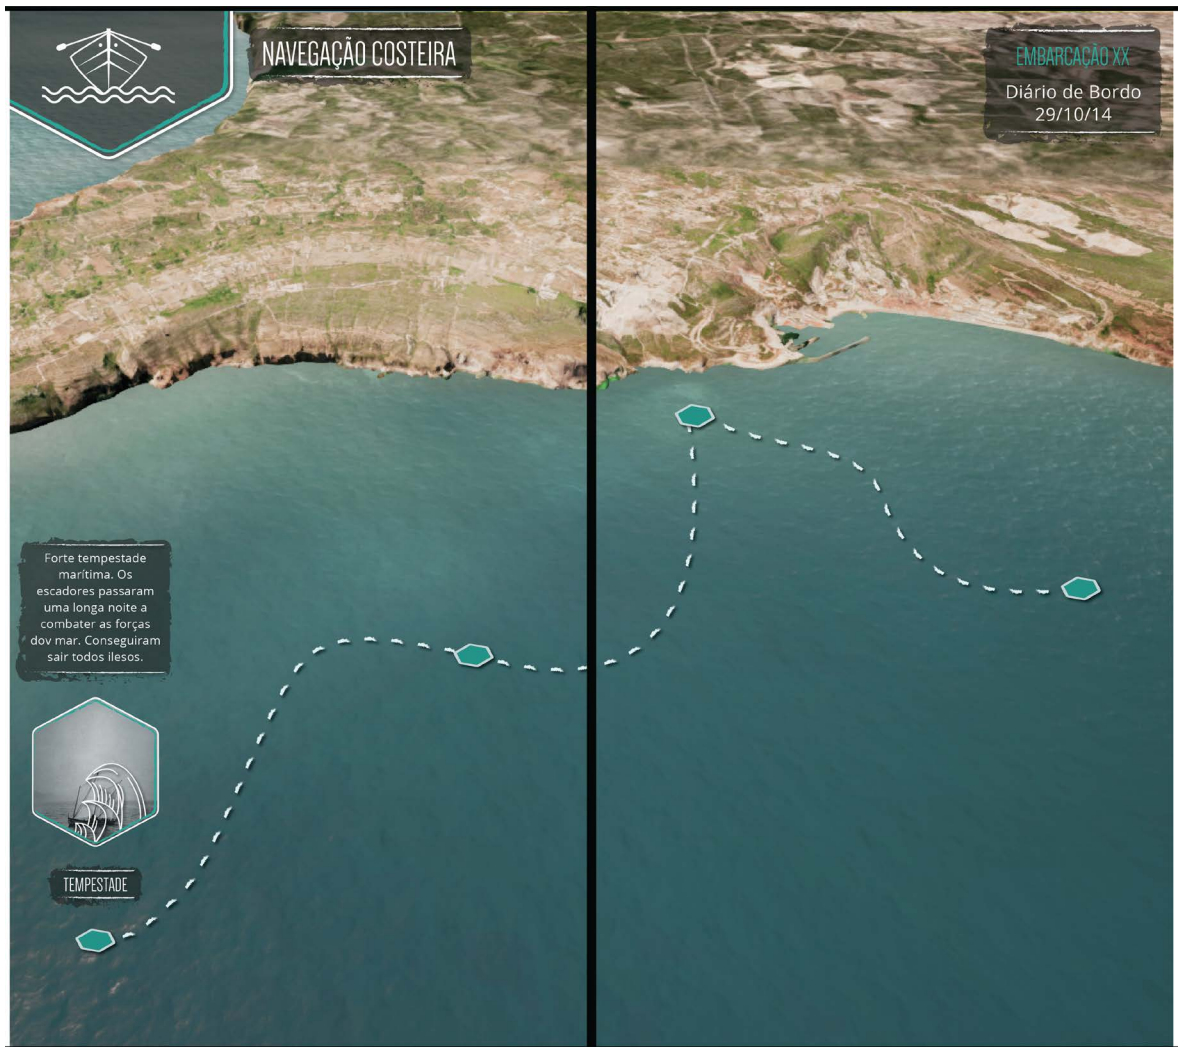 NAVEGAÇÃO COSTEIRA
EMBARCAÇÃO XX
Diário de Bordo
29/10/14
Forte tempestade
marítima. Os
escadores passaram
uma longa noite a
combater as forças
dov mar. Conseguiram
sair todos ilesos.
TEMPESTADE